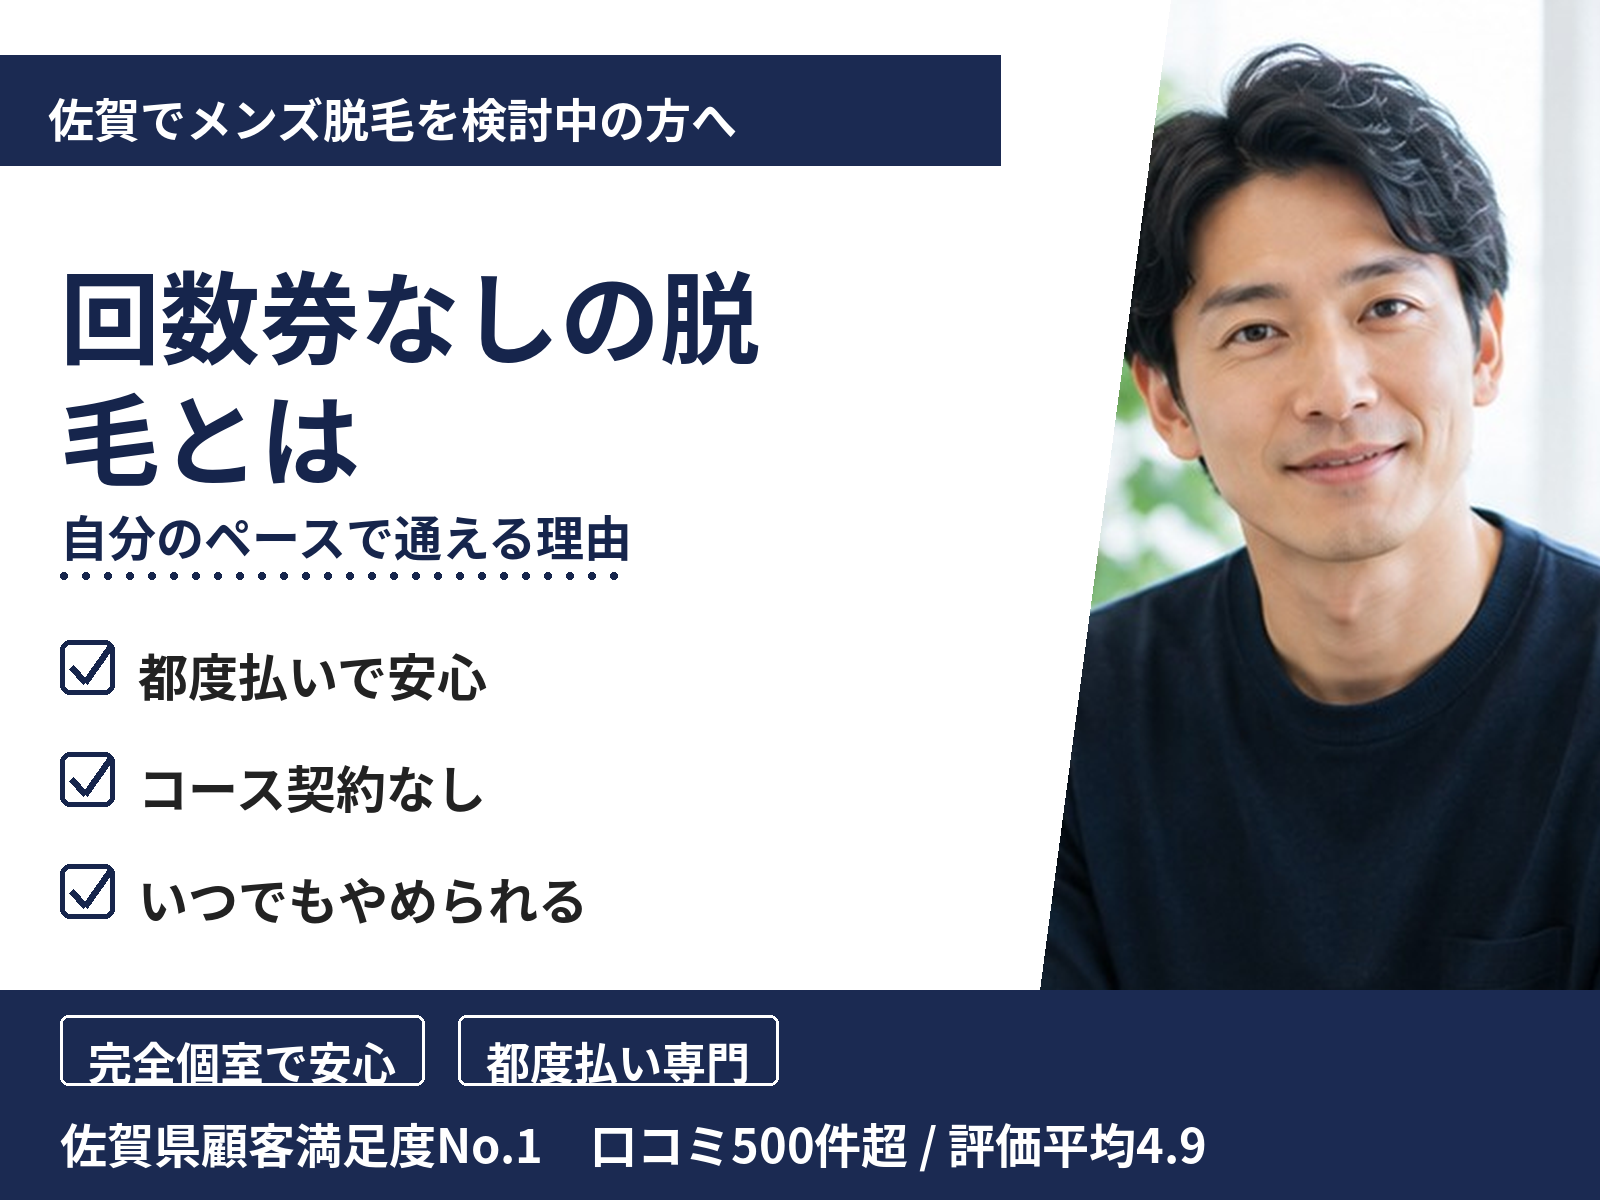 佐賀でメンズ脱毛を検討中の方へ
回数券なしの脱
毛とは
自分のペースで通える理由
都度払いで安心
コース契約なし
いつでもやめられる
完全個室で安心 都度払い専門
佐賀県顧客満足度No.1　口コミ500件超 / 評価平均4.9